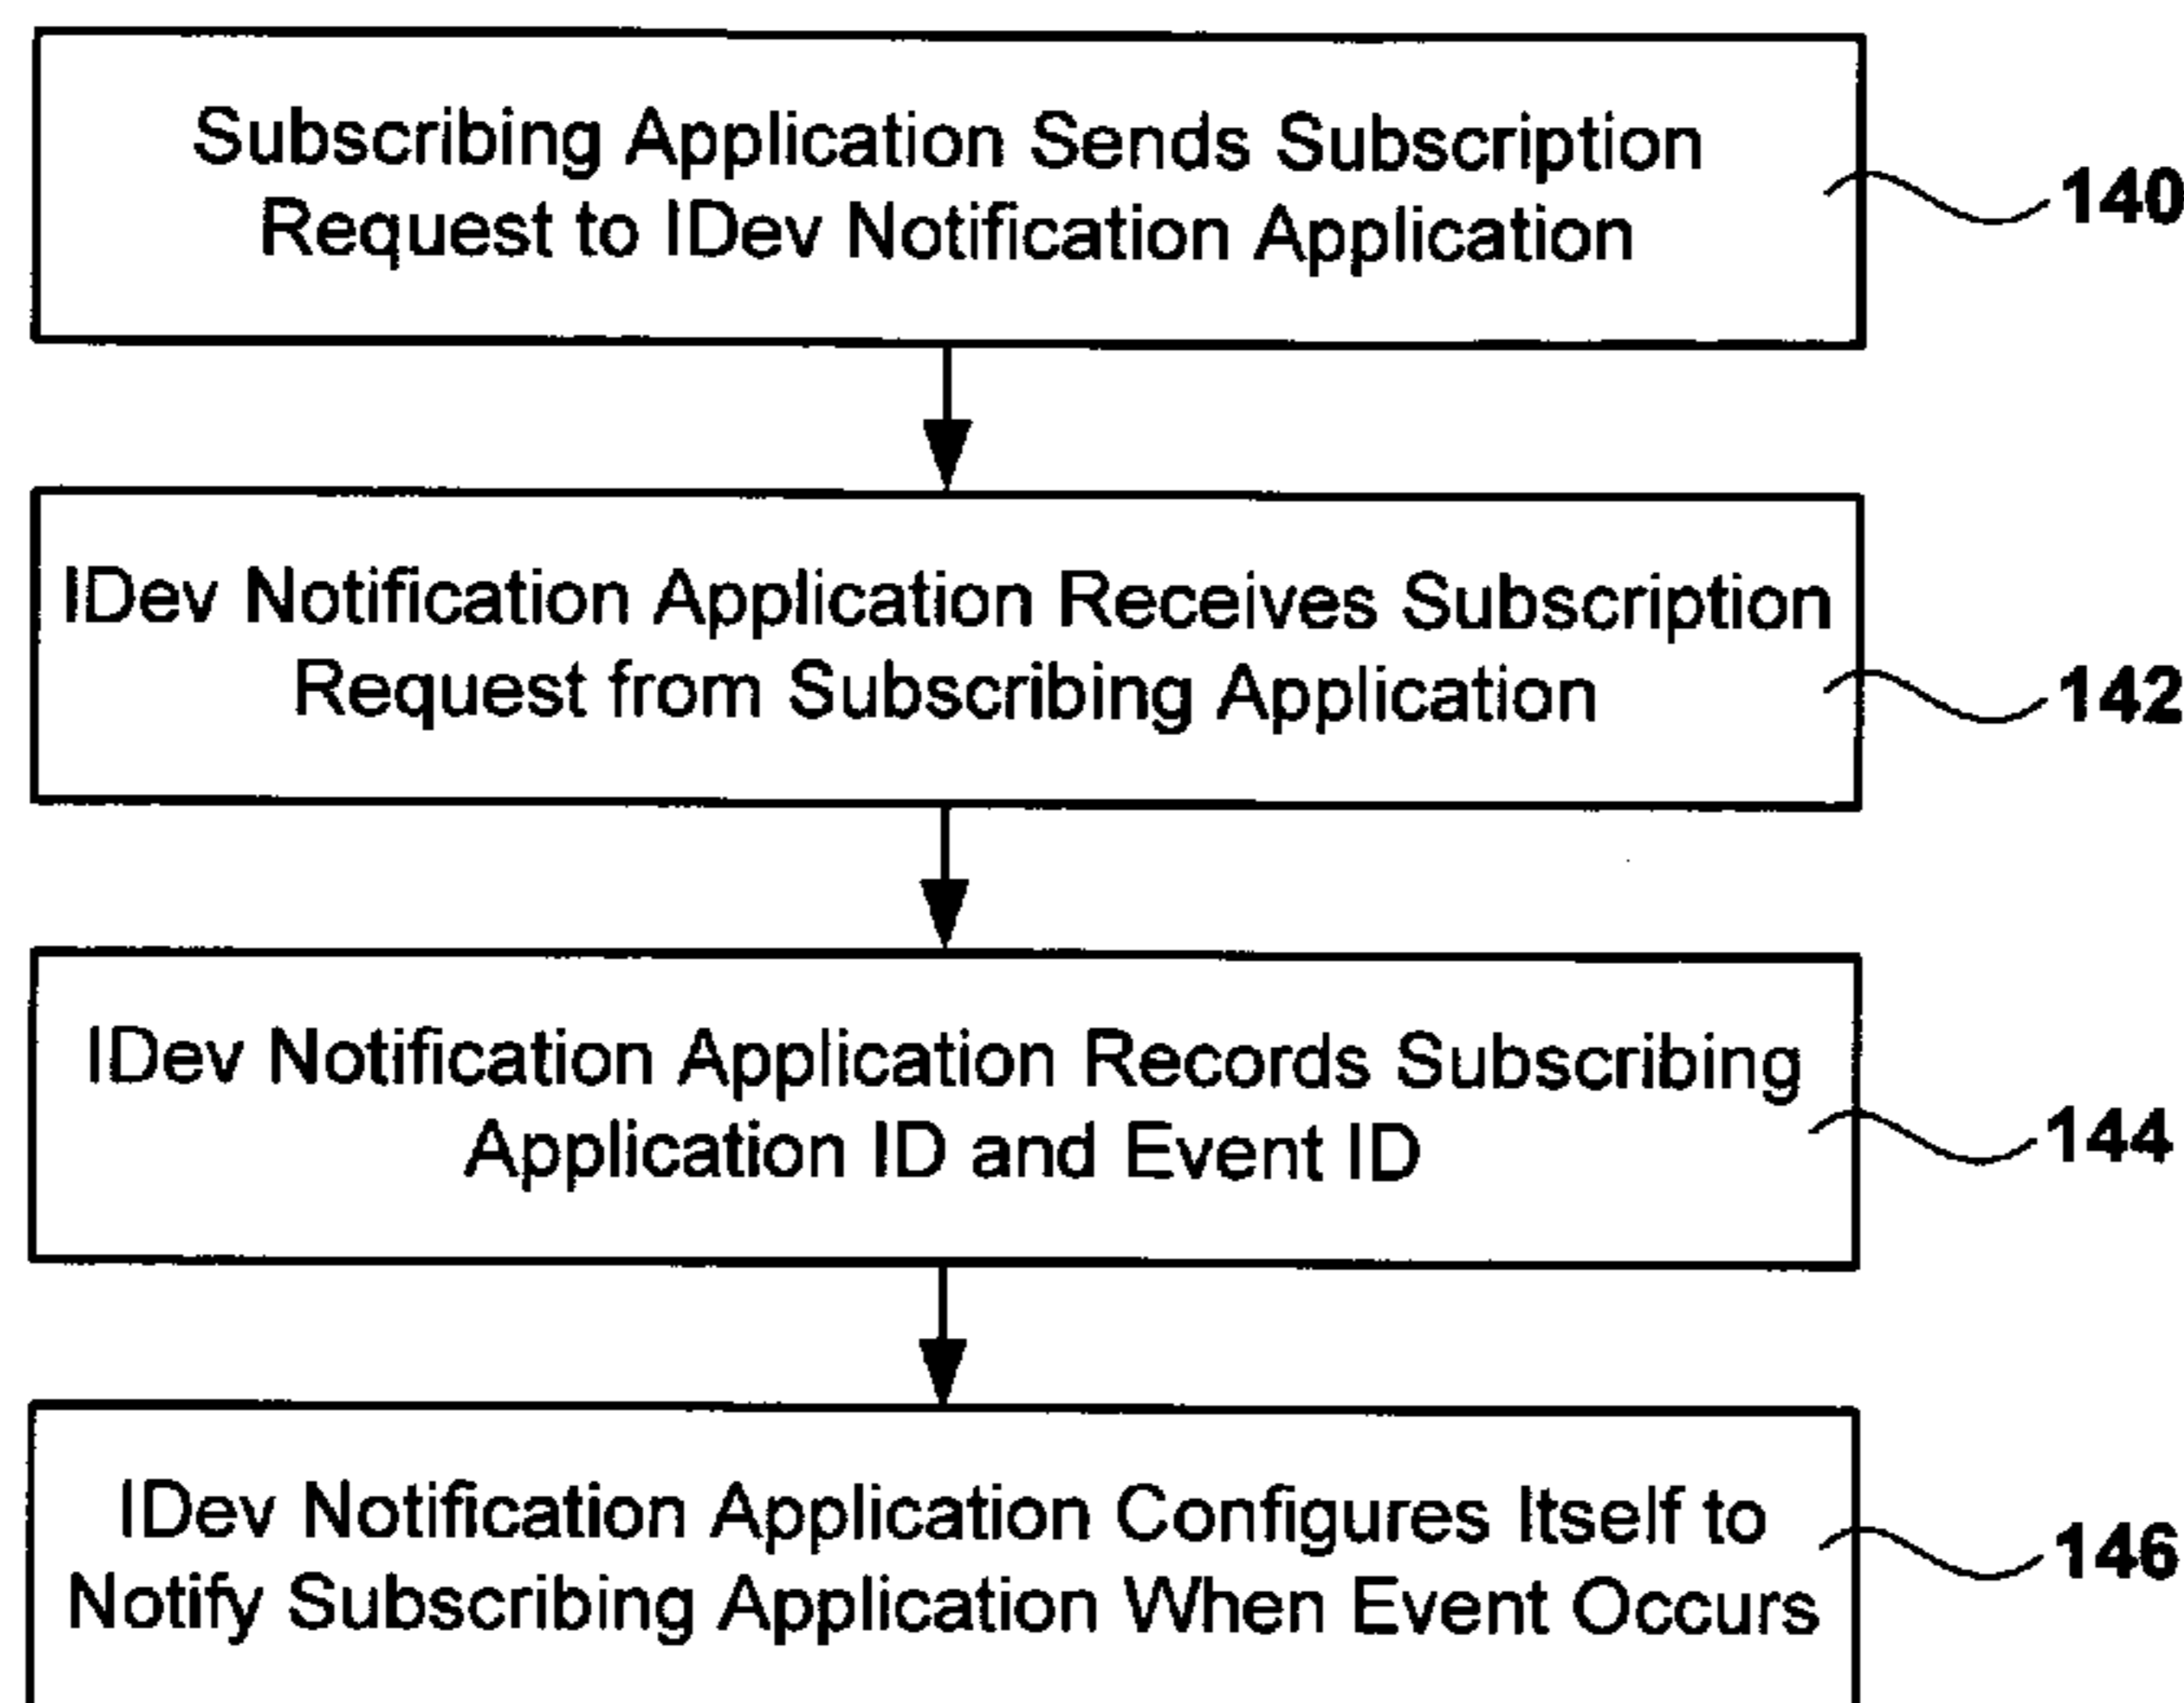 Subscribing Application Sends Subscription
Request to IDev Notification Application
140
IDev Notification Application Receives Subscription
Request from Subscribing Application
142
IDev Notification Application Records Subscribing
Application ID and Event ID
144
IDev Notification Application Configures Itself to
Notify Subscribing Application When Event Occurs
146